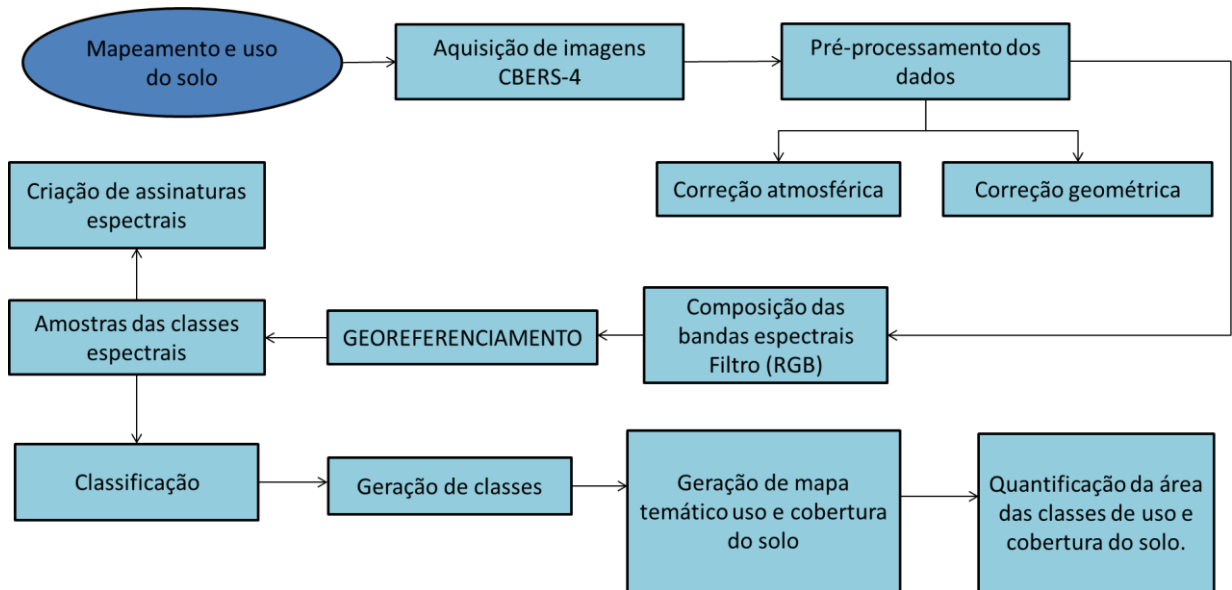 Mapeamento e uso
do solo
Aquisição de imagens
CBERS-4
Pré-processamento dos
dados
Correção atmosférica
Correção geométrica
Composição das
bandas espectrais
Filtro (RGB)
GEOREFERENCIAMENTO
Amostras das classes
espectrais
Criação de assinaturas
espectrais
Classificação
Geração de classes
Geração de mapa
temático uso e cobertura
do solo
Quantificação da área
das classes de uso e
cobertura do solo.